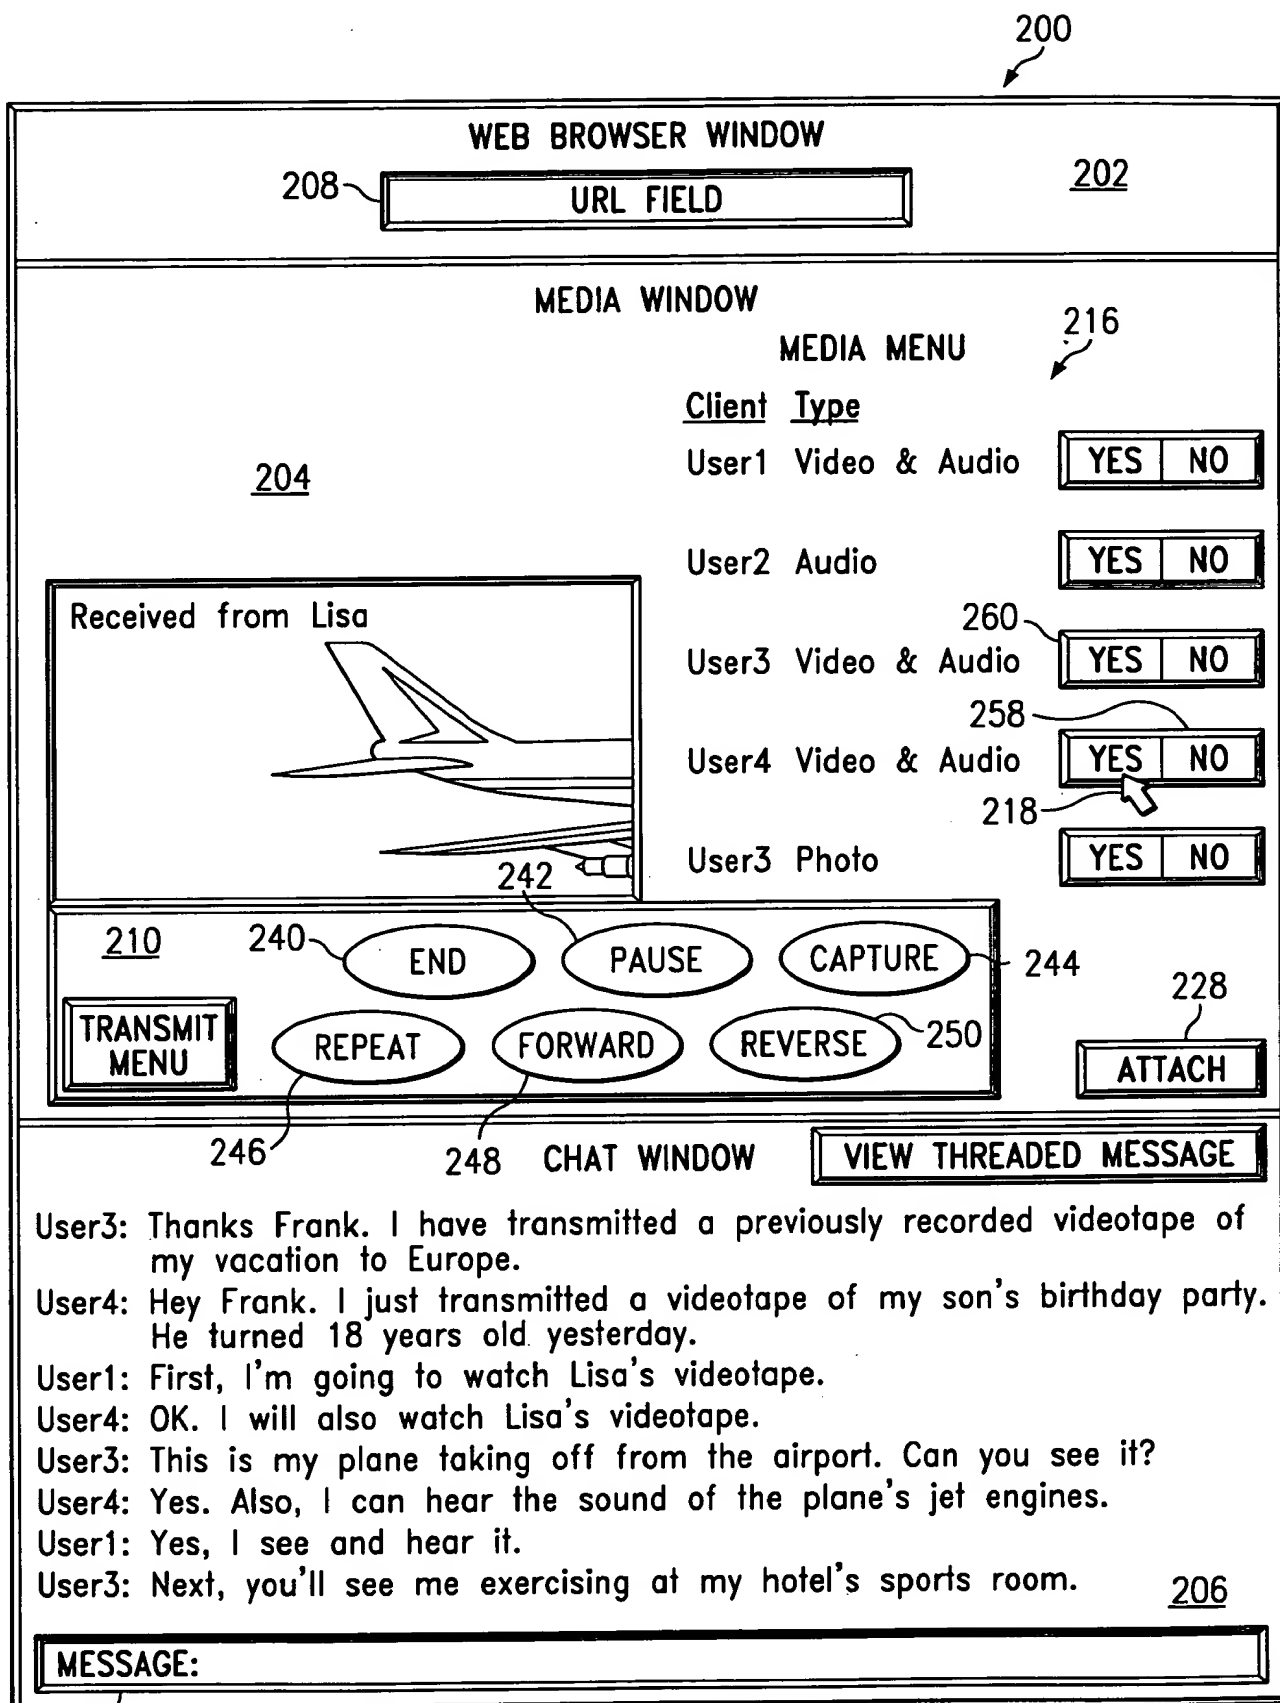 200
WEB BROWSER WINDOW
208
URL FIELD
202
MEDIA WINDOW
216
MEDIA MENU
Client Type
User1 Video & Audio YES NO
204
User2 Audio YES NO
Received from Lisa
260
User3 Video & Audio YES NO
258
User4 Video & Audio YES NO
218
User3 Photo YES NO
242
210
240
END
PAUSE
CAPTURE
244
228
TRANSMIT
MENU
REPEAT
FORWARD
REVERSE
250
ATTACH
246
248
CHAT WINDOW
VIEW THREADED MESSAGE
User3: Thanks Frank. I have transmitted a previously recorded videotape of
my vacation to Europe.
User4: Hey Frank. I just transmitted a videotape of my son's birthday party.
He turned 18 years old yesterday.
User1: First, I'm going to watch Lisa's videotape.
User4: OK. I will also watch Lisa's videotape.
User3: This is my plane taking off from the airport. Can you see it?
User4: Yes. Also, I can hear the sound of the plane's jet engines.
User1: Yes, I see and hear it.
User3: Next, you'll see me exercising at my hotel's sports room.
206
MESSAGE: